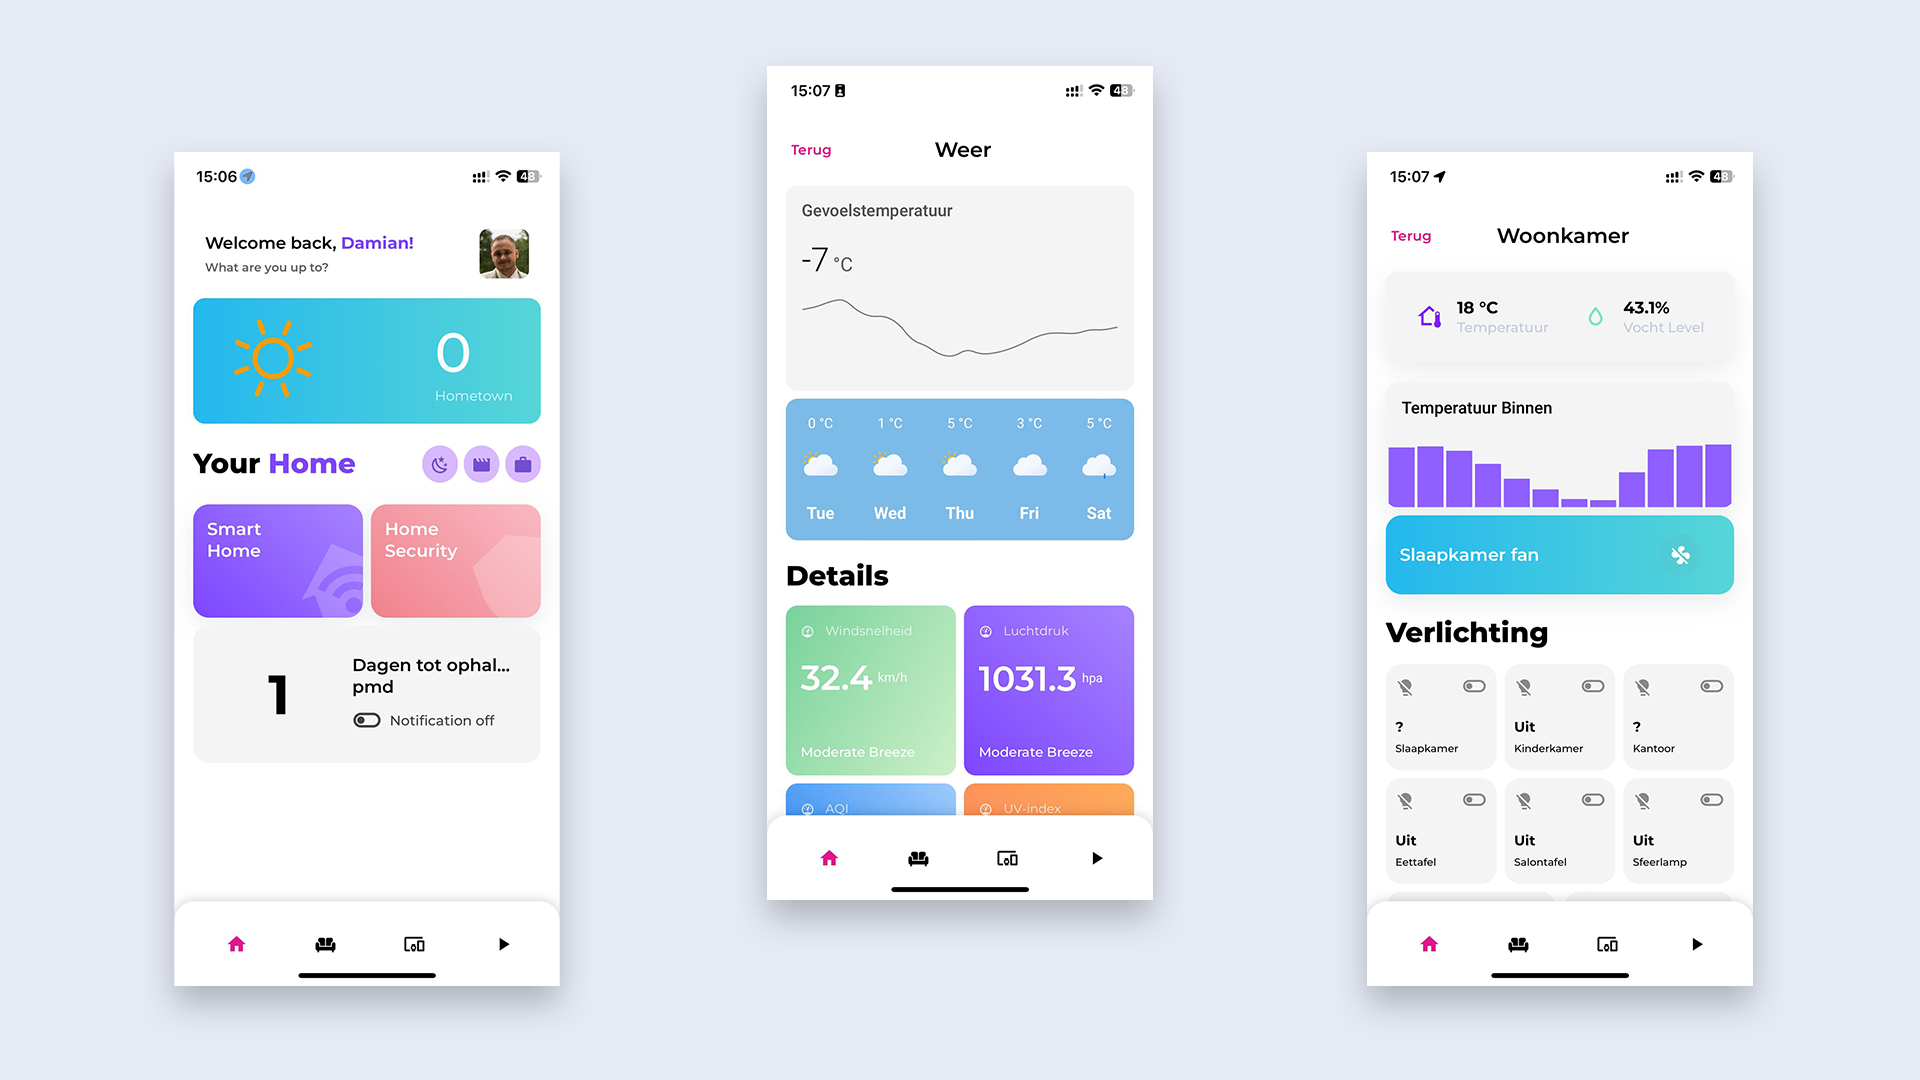 15:06
48
Welcome back, Damian!
What are you up to?
0
Hometown
Your Home
Smart
Home
Home
Security
1
Dagen tot ophal...
pmd
Notification off
15:07
48
Terug
Weer
Gevoelstemperatuur
-7 °C
0 °C 1 °C 5 °C 3 °C 5 °C
Tue Wed Thu Fri Sat
Details
Windsnelheid
32.4 km/h
Moderate Breeze
Luchtdruk
1031.3 hpa
Moderate Breeze
AQI
UV-index
15:07
48
Terug
Woonkamer
18 °C
Temperatuur
43.1%
Vocht Level
Temperatuur Binnen
Slaapkamer fan
Verlichting
?
Slaapkamer
Uit
Kinderkamer
?
Kantoor
Uit
Eettafel
Uit
Salontafel
Uit
Sfeerlamp